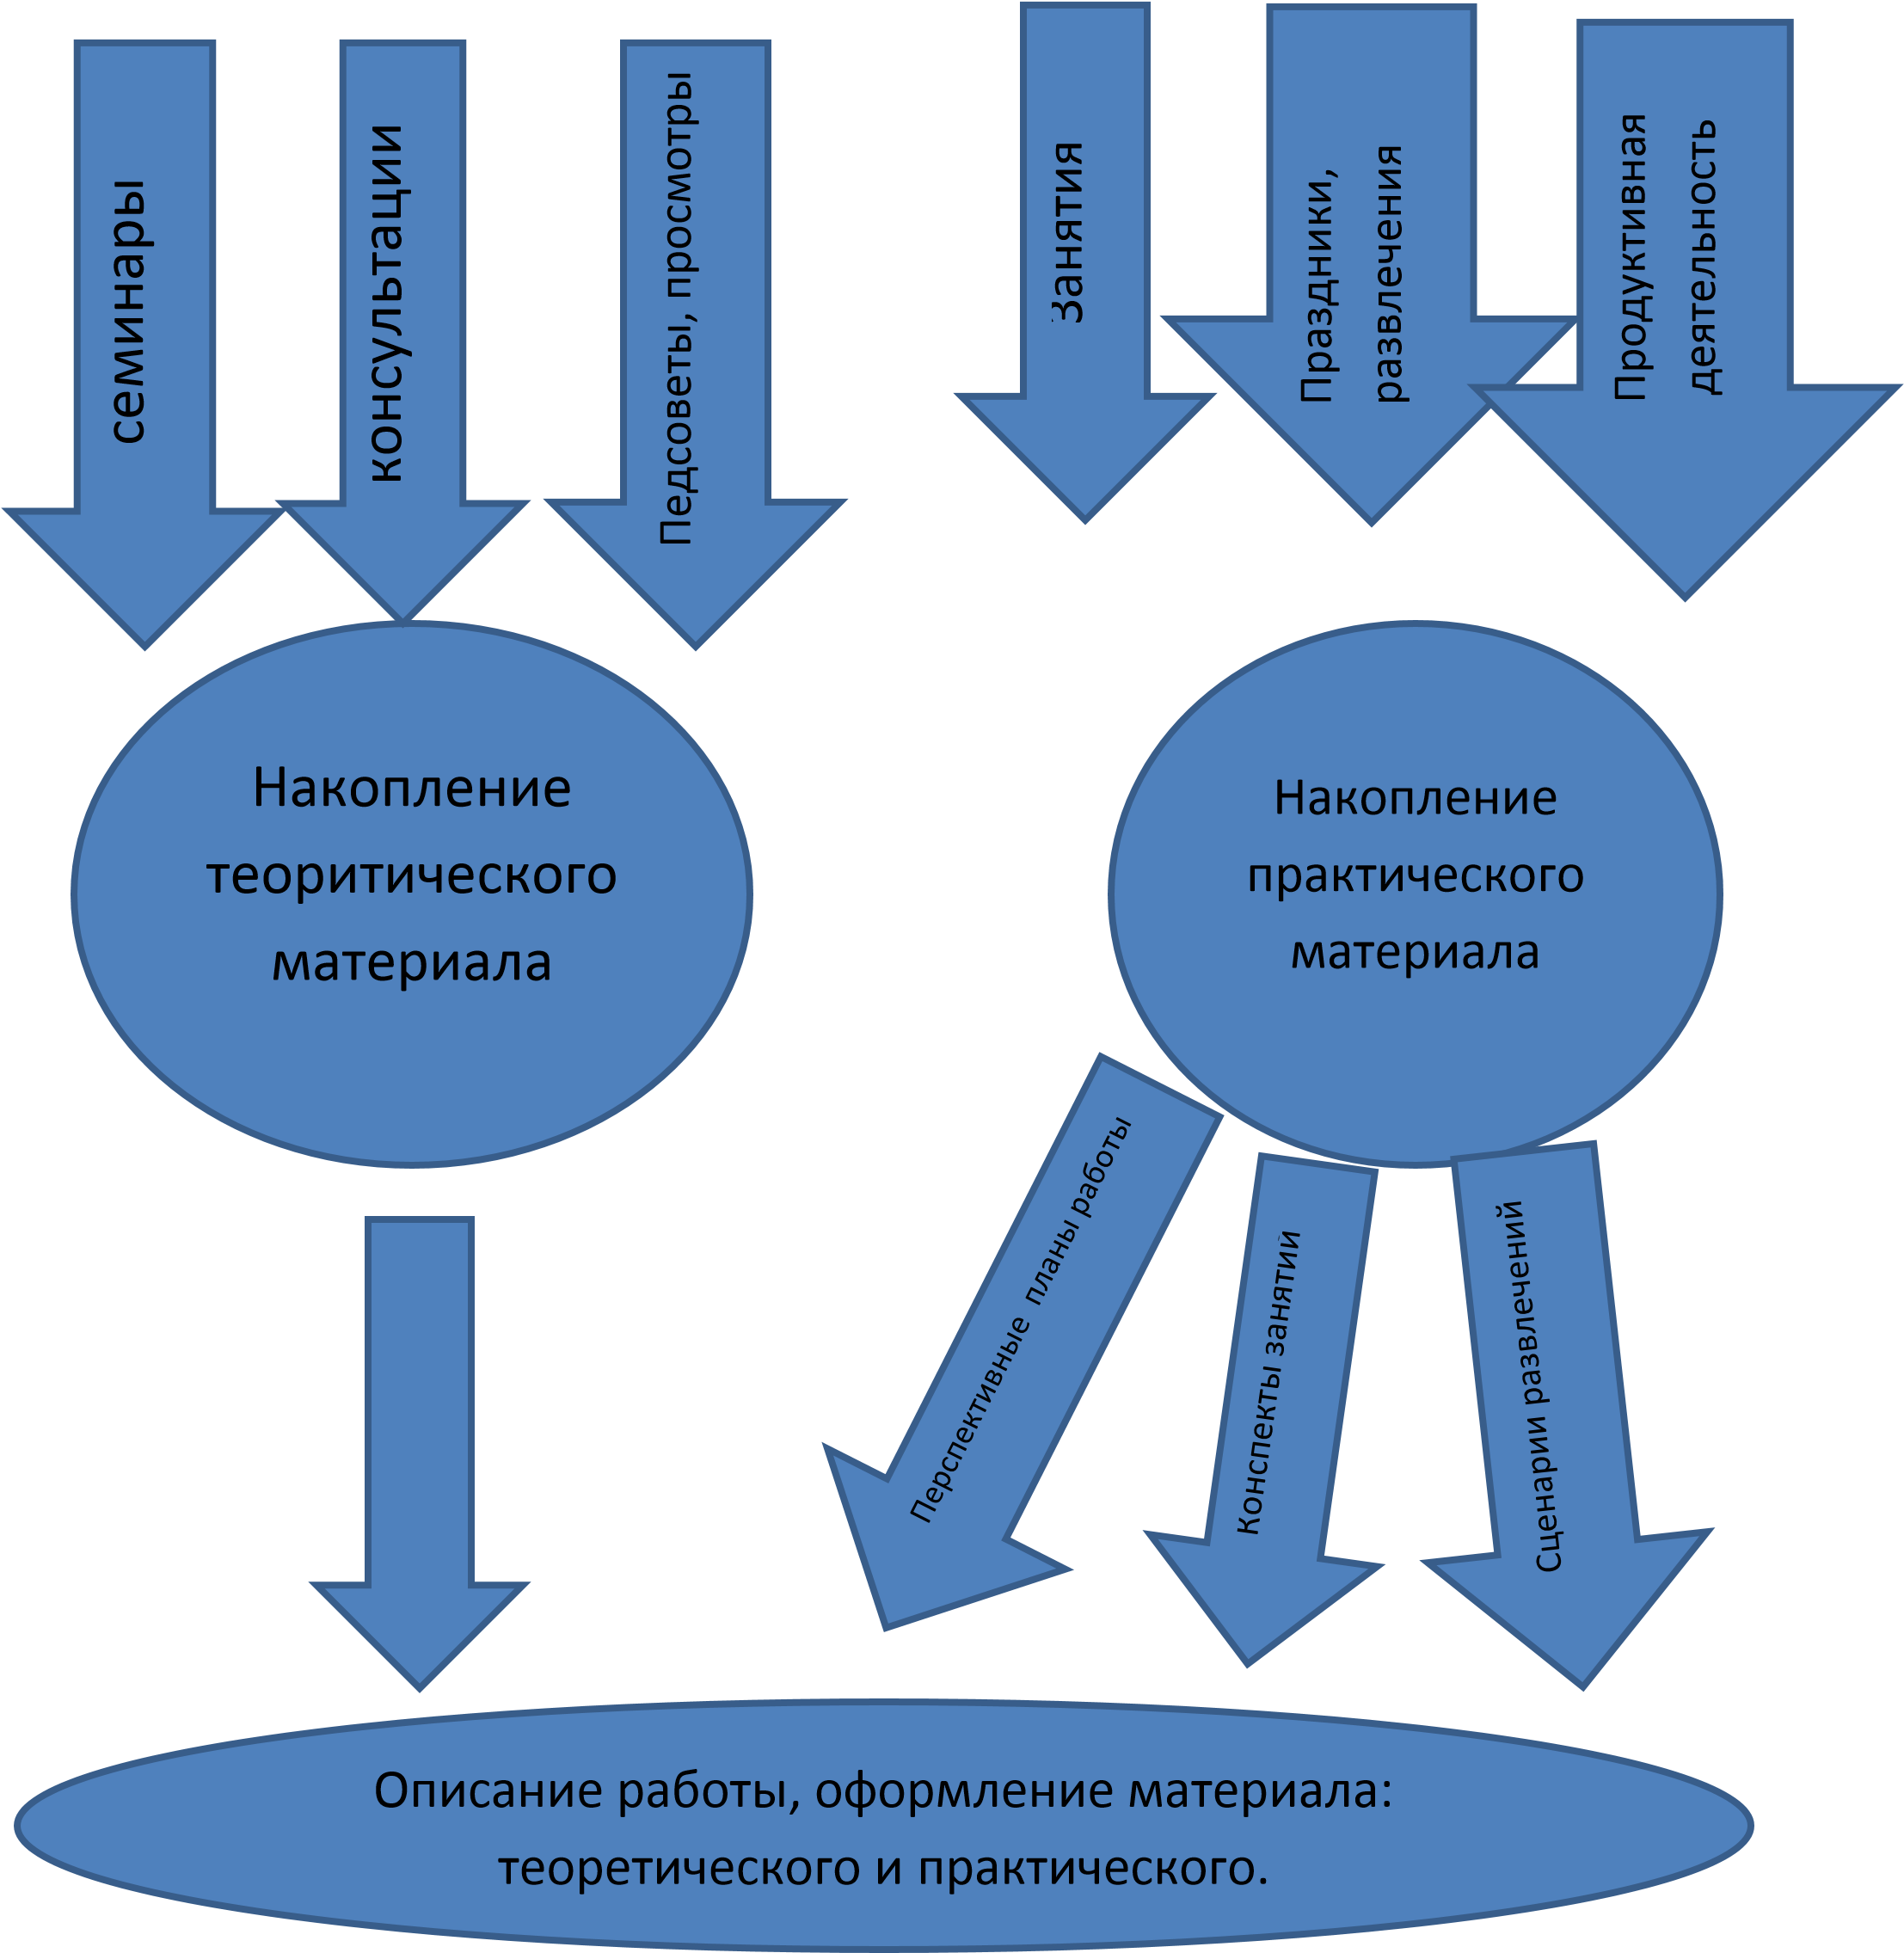 семинары
консультации
Педсоветы, просмотры
занятия
Праздники,
развлечения
Продуктивная
деятельность
Накопление
теоритического
материала
Накопление
практического
материала
Перспективные планы работы
Конспекты занятий
Сценарии развлечений
Описание работы, оформление материала:
теоретического и практического.